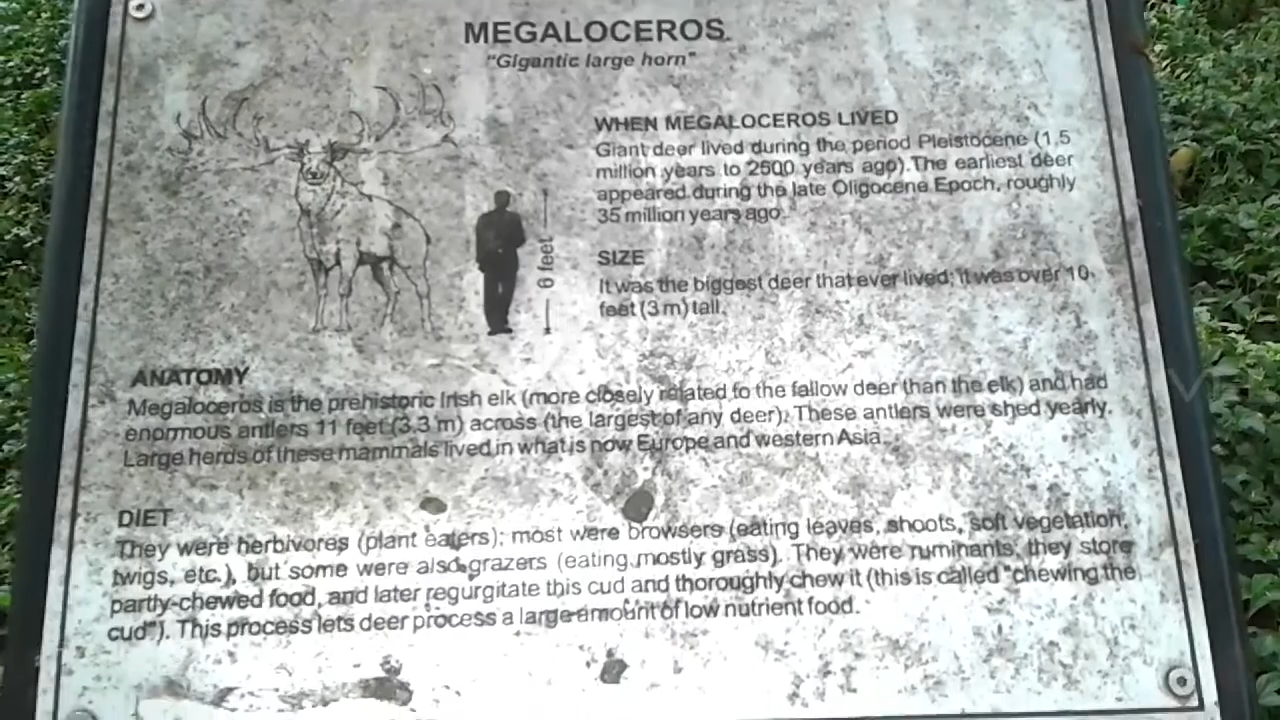 MEGALOCEROS
"Gigantic large horn"
WHEN MEGALOCEROS LIVED
Giant deer lived during the period Pleistocene (1.5
million years to 2500 years ago).The earliest deer
appeared during the late Oligocene Epoch, roughly
35 million years ago.
SIZE
It was the biggest deer that ever lived; it was over 10
feet (3 m) tall.
6 feet
ANATOMY
Megaloceros is the prehistoric Irish elk (more closely related to the fallow deer than the elk) and had
enormous antlers 11 feet (3.3 m) across (the largest of any deer). These antlers were shed yearly.
Large herds of these mammals lived in what is now Europe and western Asia.
DIET
They were herbivores (plant eaters); most were browsers (eating leaves, shoots, soft vegetation,
twigs, etc.), but some were also grazers (eating mostly grass). They were ruminants; they store
partly-chewed food, and later regurgitate this cud and thoroughly chew it (this is called "chewing the
cud"). This process lets deer process a large amount of low nutrient food.